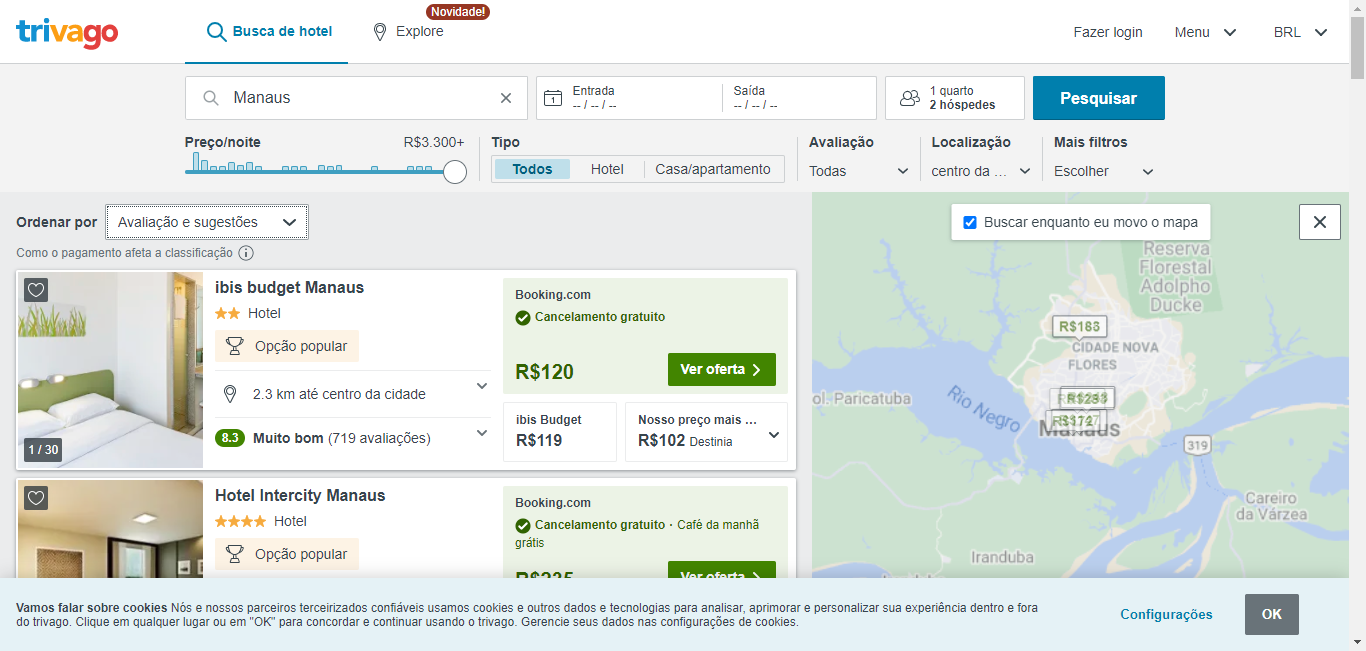 trivago
Busca de hotel
Novidade!
Explore
Fazer login
Menu
BRL
Manaus
Entrada
-- / -- / --
Saída
-- / -- / --
1 quarto
2 hóspedes
Pesquisar
Preço/noite
R$3.300+
Tipo
Todos
Hotel
Casa/apartamento
Avaliação
Todas
Localização
centro da ...
Mais filtros
Escolher
Ordenar por
Avaliação e sugestões
Como o pagamento afeta a classificação
1 / 30
ibis budget Manaus
Hotel
Opção popular
2.3 km até centro da cidade
8.3 Muito bom (719 avaliações)
Booking.com
Cancelamento gratuito
R$120
Ver oferta
ibis Budget
R$119
Nosso preço mais ...
R$102 Destinia
Hotel Intercity Manaus
Hotel
Opção popular
Booking.com
Cancelamento gratuito · Café da manhã
grátis
Ver oferta
Buscar enquanto eu movo o mapa
Reserva
Florestal
Adolpho
Ducke
CIDADE NOVA
FLORES
ol. Paricatuba
Rio Negro
Manaus
319
Careiro
da Várzea
Iranduba
Vamos falar sobre cookies Nós e nossos parceiros terceirizados confiáveis usamos cookies e outros dados e tecnologias para analisar, aprimorar e personalizar sua experiência dentro e fora
do trivago. Clique em qualquer lugar ou em "OK" para concordar e continuar usando o trivago. Gerencie seus dados nas configurações de cookies.
Configurações
OK